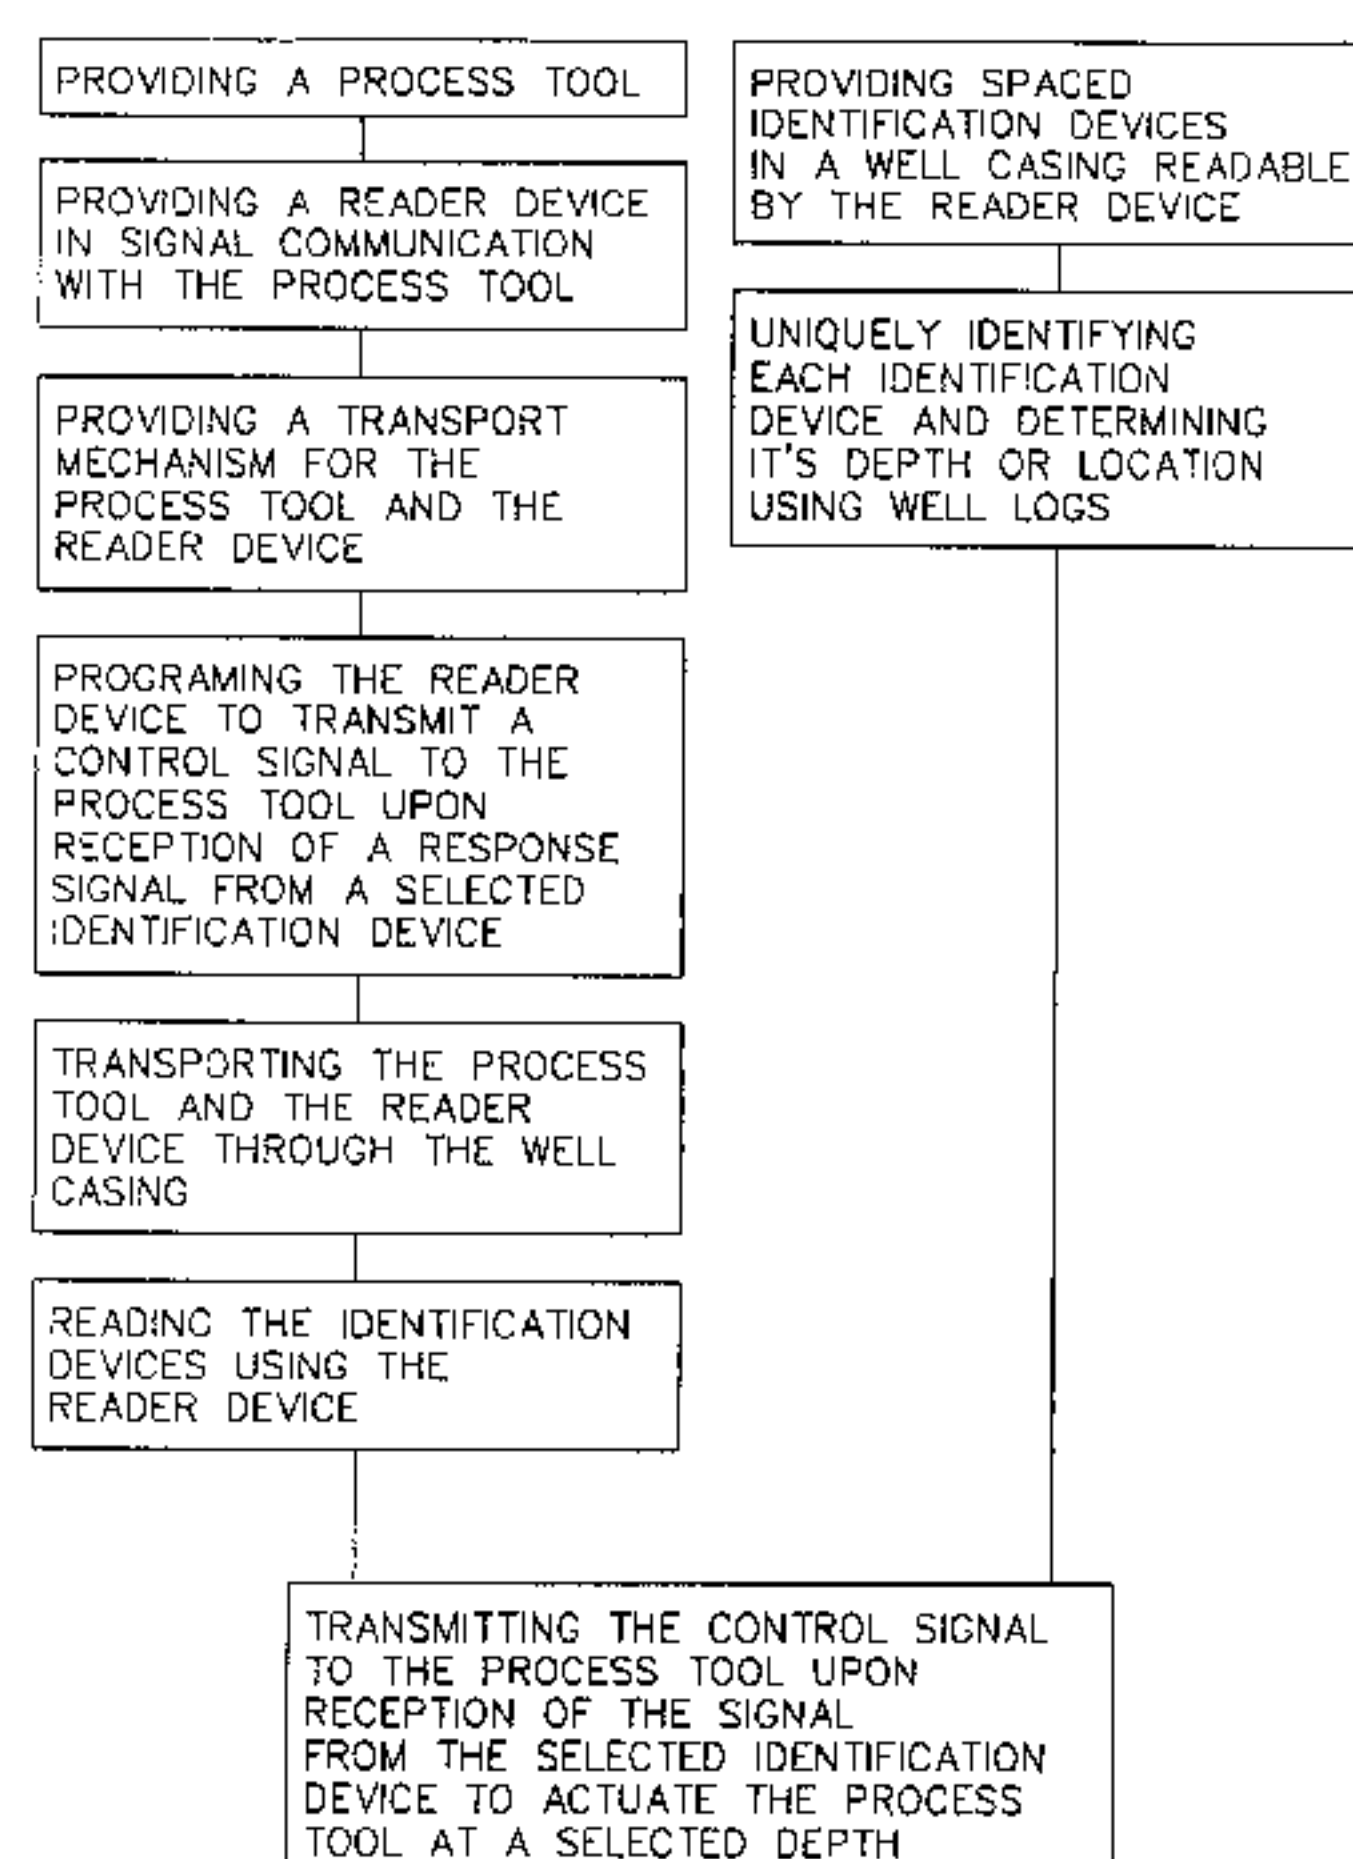 PROVIDING A PROCESS TOOL
PROVIDING A READER DEVICE
IN SIGNAL COMMUNICATION
WITH THE PROCESS TOOL
PROVIDING A TRANSPORT
MECHANISM FOR THE
PROCESS TOOL AND THE
READER DEVICE
PROGRAMING THE READER
DEVICE TO TRANSMIT A
CONTROL SIGNAL TO THE
PROCESS TOOL UPON
RECEPTION OF A RESPONSE
SIGNAL FROM A SELECTED
IDENTIFICATION DEVICE
TRANSPORTING THE PROCESS
TOOL AND THE READER
DEVICE THROUGH THE WELL
CASING
READING THE IDENTIFICATION
DEVICES USING THE
READER DEVICE
PROVIDING SPACED
IDENTIFICATION DEVICES
IN A WELL CASING READABLE
BY THE READER DEVICE
UNIQUELY IDENTIFYING
EACH IDENTIFICATION
DEVICE AND DETERMINING
IT'S DEPTH OR LOCATION
USING WELL LOGS
TRANSMITTING THE CONTROL SIGNAL
TO THE PROCESS TOOL UPON
RECEPTION OF THE SIGNAL
FROM THE SELECTED IDENTIFICATION
DEVICE TO ACTUATE THE PROCESS
TOOL AT A SELECTED DEPTH